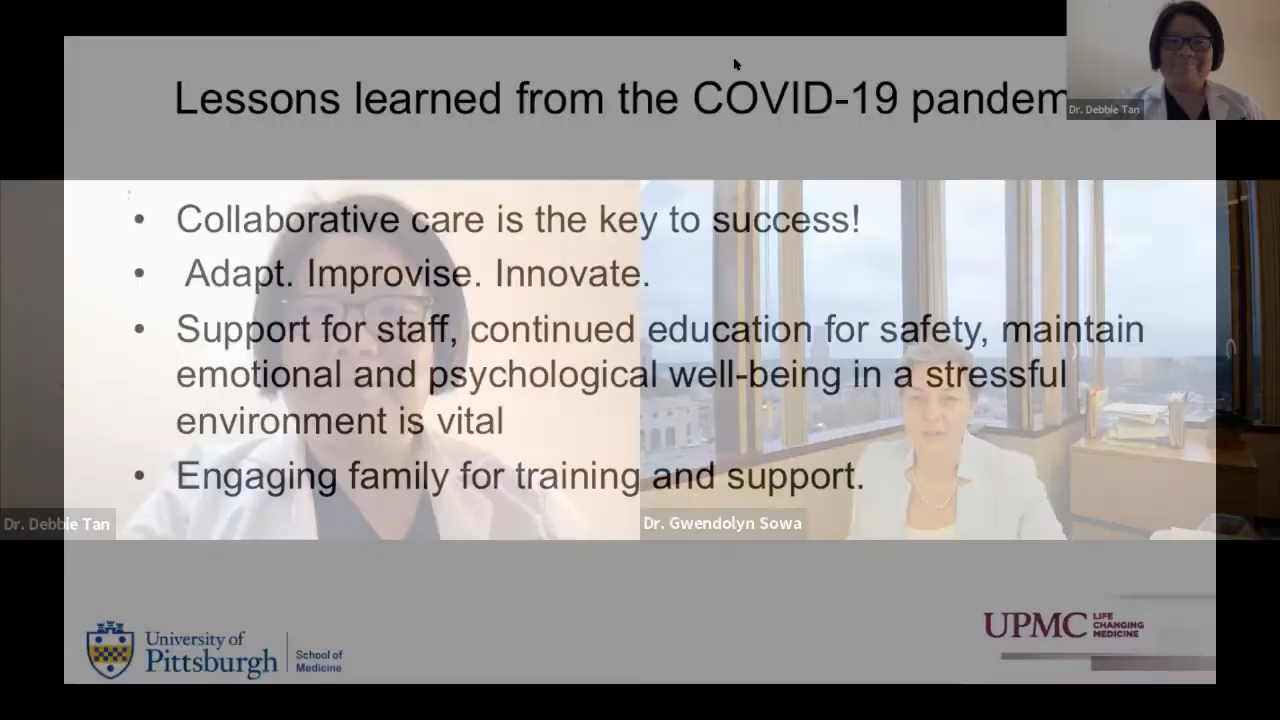 Lessons learned from the COVID-19 pandem
Dr. Debbie Tan
• Collaborative care is the key to success!
• Adapt. Improvise. Innovate.
• Support for staff, continued education for safety, maintain
emotional and psychological well-being in a stressful
environment is vital
• Engaging family for training and support.
Dr. Debbie Tan
Dr. Gwendolyn Sowa
University of
Pittsburgh
School of
Medicine
UPMC
LIFE
CHANGING
MEDICINE